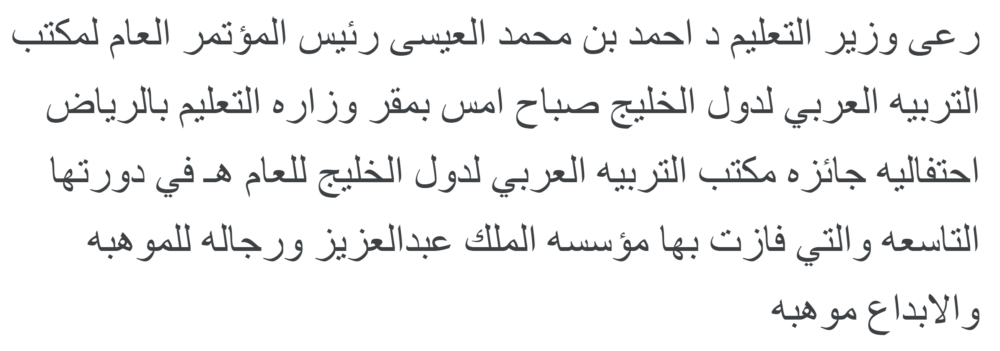 رعى وزير التعليم د احمد بن محمد العيسى رئيس المؤتمر العام لمكتب
التربيه العربي لدول الخليج صباح امس بمقر وزاره التعليم بالرياض
احتفاليه جائزه مكتب التربيه العربي لدول الخليج للعام هـ في دورتها
التاسعه والتي فازت بها مؤسسه الملك عبدالعزيز ورجاله للموهبه
والابداع موهبه